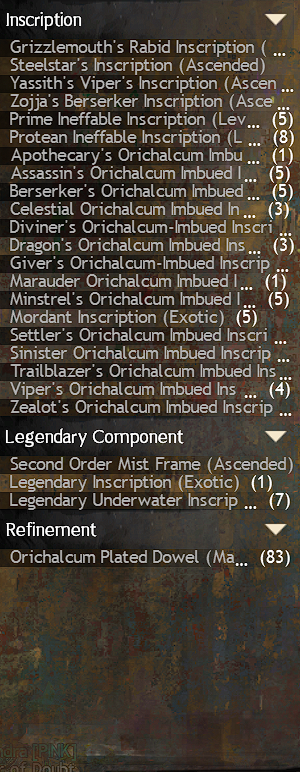 Inscription
Grizzlemouth's Rabid Inscription ( ...
Steelstar's Inscription (Ascended)
Yassith's Viper's Inscription (Ascen ...
Zojja's Berserker Inscription (Asce ...
Prime Ineffable Inscription (Lev... (5)
Protean Ineffable Inscription (L ... (8)
Apothecary's Orichalcum Imbu ... (1)
Assassin's Orichalcum Imbued I... (5)
Berserker's Orichalcum Imbued ... (5)
Celestial Orichalcum Imbued In ... (3)
Diviner's Orichalcum-Imbued Inscri ...
Dragon's Orichalcum Imbued Ins... (3)
Giver's Orichalcum-Imbued Inscrip ...
Marauder Orichalcum Imbued I... (1)
Minstrel's Orichalcum Imbued I... (5)
Mordant Inscription (Exotic) (5)
Settler's Orichalcum Imbued Inscri ...
Sinister Orichalcum Imbued Inscrip ...
Trailblazer's Orichalcum Imbued Ins...
Viper's Orichalcum Imbued Ins ... (4)
Zealot's Orichalcum Imbued Inscrip ...
Legendary Component
Second Order Mist Frame (Ascended)
Legendary Inscription (Exotic) (1)
Legendary Underwater Inscrip ... (7)
Refinement
Orichalcum Plated Dowel (Ma... (83)
of Doubt